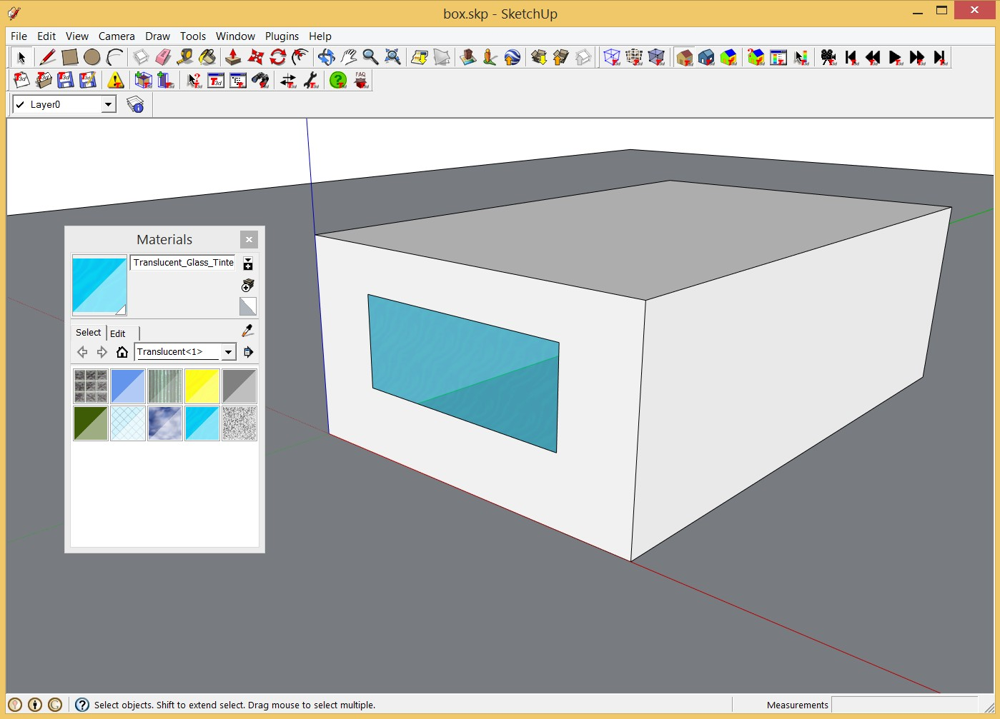 box.skp - SketchUp
File Edit View Camera Draw Tools Window Plugins Help
FAQ
Layer0
Materials
Translucent_Glass_Tinte
Select Edit
Translucent<1>
Select objects. Shift to extend select. Drag mouse to select multiple.
Measurements